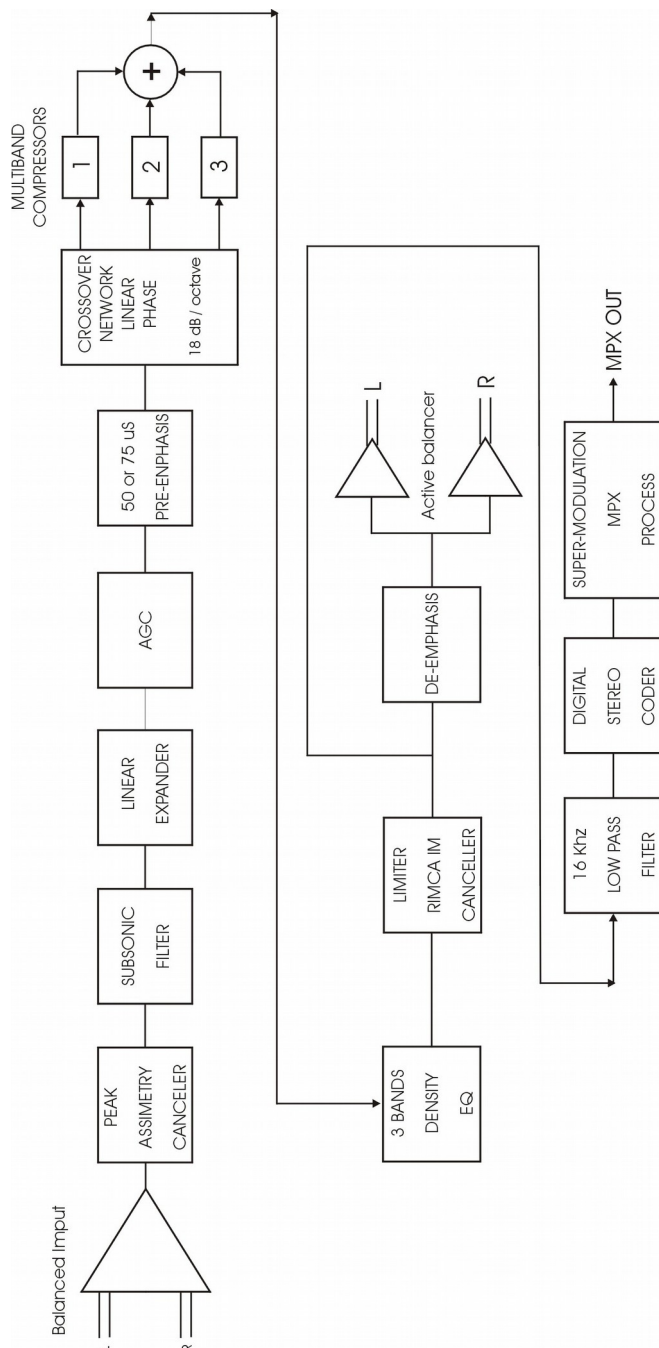 Balanced Imput
R
PEAK
ASSIMETRY
CANCELER
SUBSONIC
FILTER
LINEAR
EXPANDER
AGC
50 or 75 uS
PRE-ENPHASIS
CROSSOVER
NETWORK
LINEAR
PHASE
18 dB / octave
MULTIBAND
COMPRESSORS
1
2
3
+
3 BANDS
DENSITY
EQ
LIMITER
RIMCA IM
CANCELLER
DE-EMPHASIS
Active balancer
L
R
16 Khz
LOW PASS
FILTER
DIGITAL
STEREO
CODER
SUPER-MODULATION
MPX
PROCESS
MPX OUT